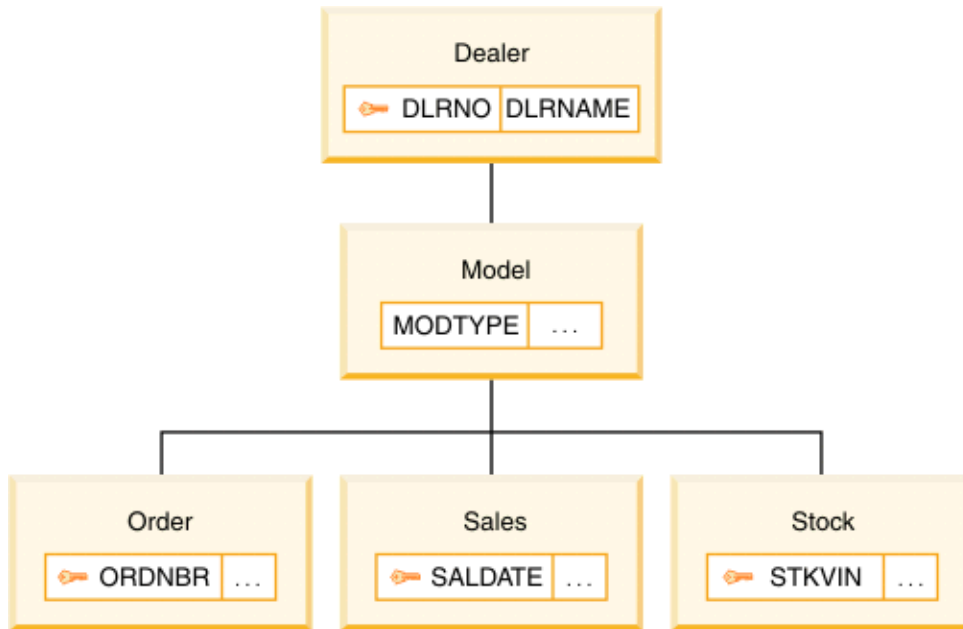 Dealer
DLRNO DLRNAME
Model
MODTYPE ...
Order Sales Stock
ORDNBR ... SALDATE ... STKVIN ...